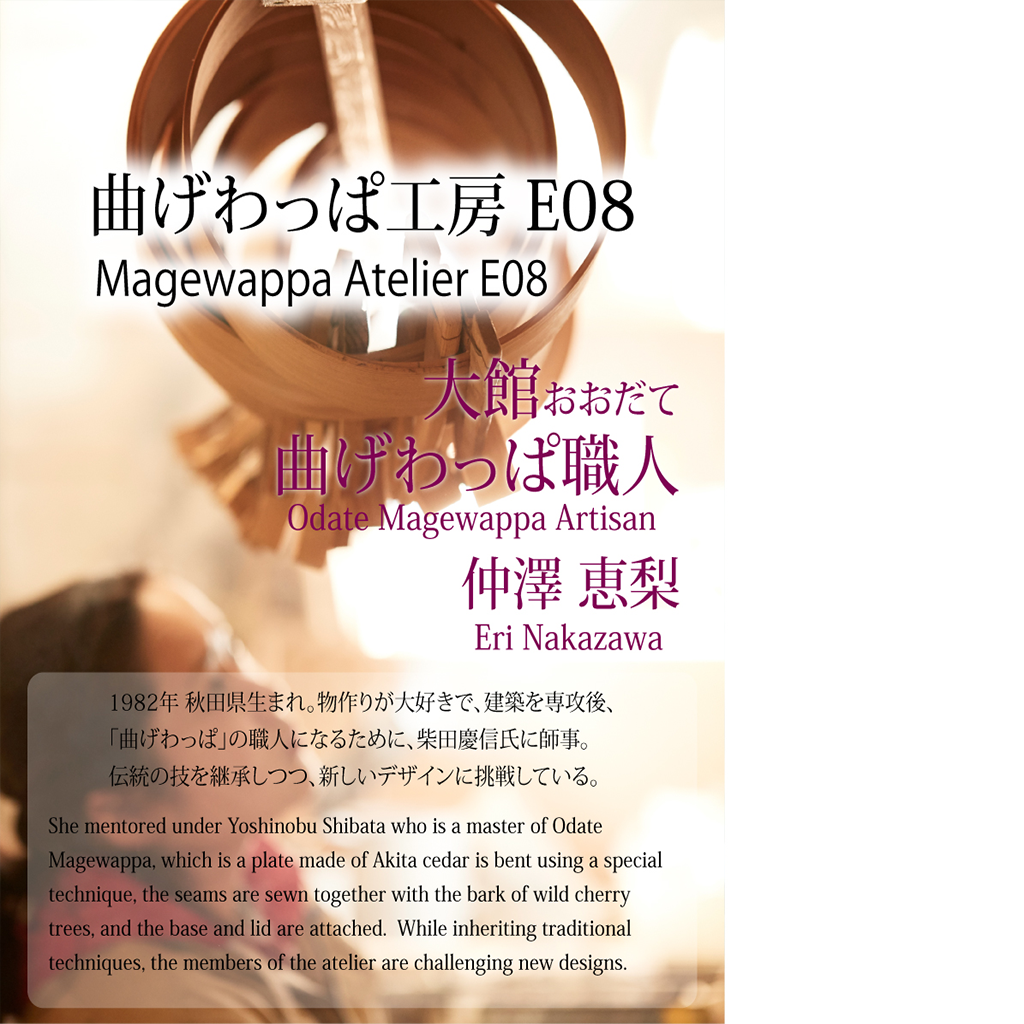 曲げわっぱ工房 E08
Magewappa Atelier E08
大館おおだて
曲げわっぱ職人
Odate Magewappa Artisan
仲澤 恵梨
Eri Nakazawa
1982年 秋田県生まれ。物作りが大好きで、建築を専攻後、
「曲げわっぱ」の職人になるために、柴田慶信氏に師事。
伝統の技を継承しつつ、新しいデザインに挑戦している。
She mentored under Yoshinobu Shibata who is a master of Odate
Magewappa, which is a plate made of Akita cedar is bent using a special
technique, the seams are sewn together with the bark of wild cherry
trees, and the base and lid are attached.  While inheriting traditional
techniques, the members of the atelier are challenging new designs.